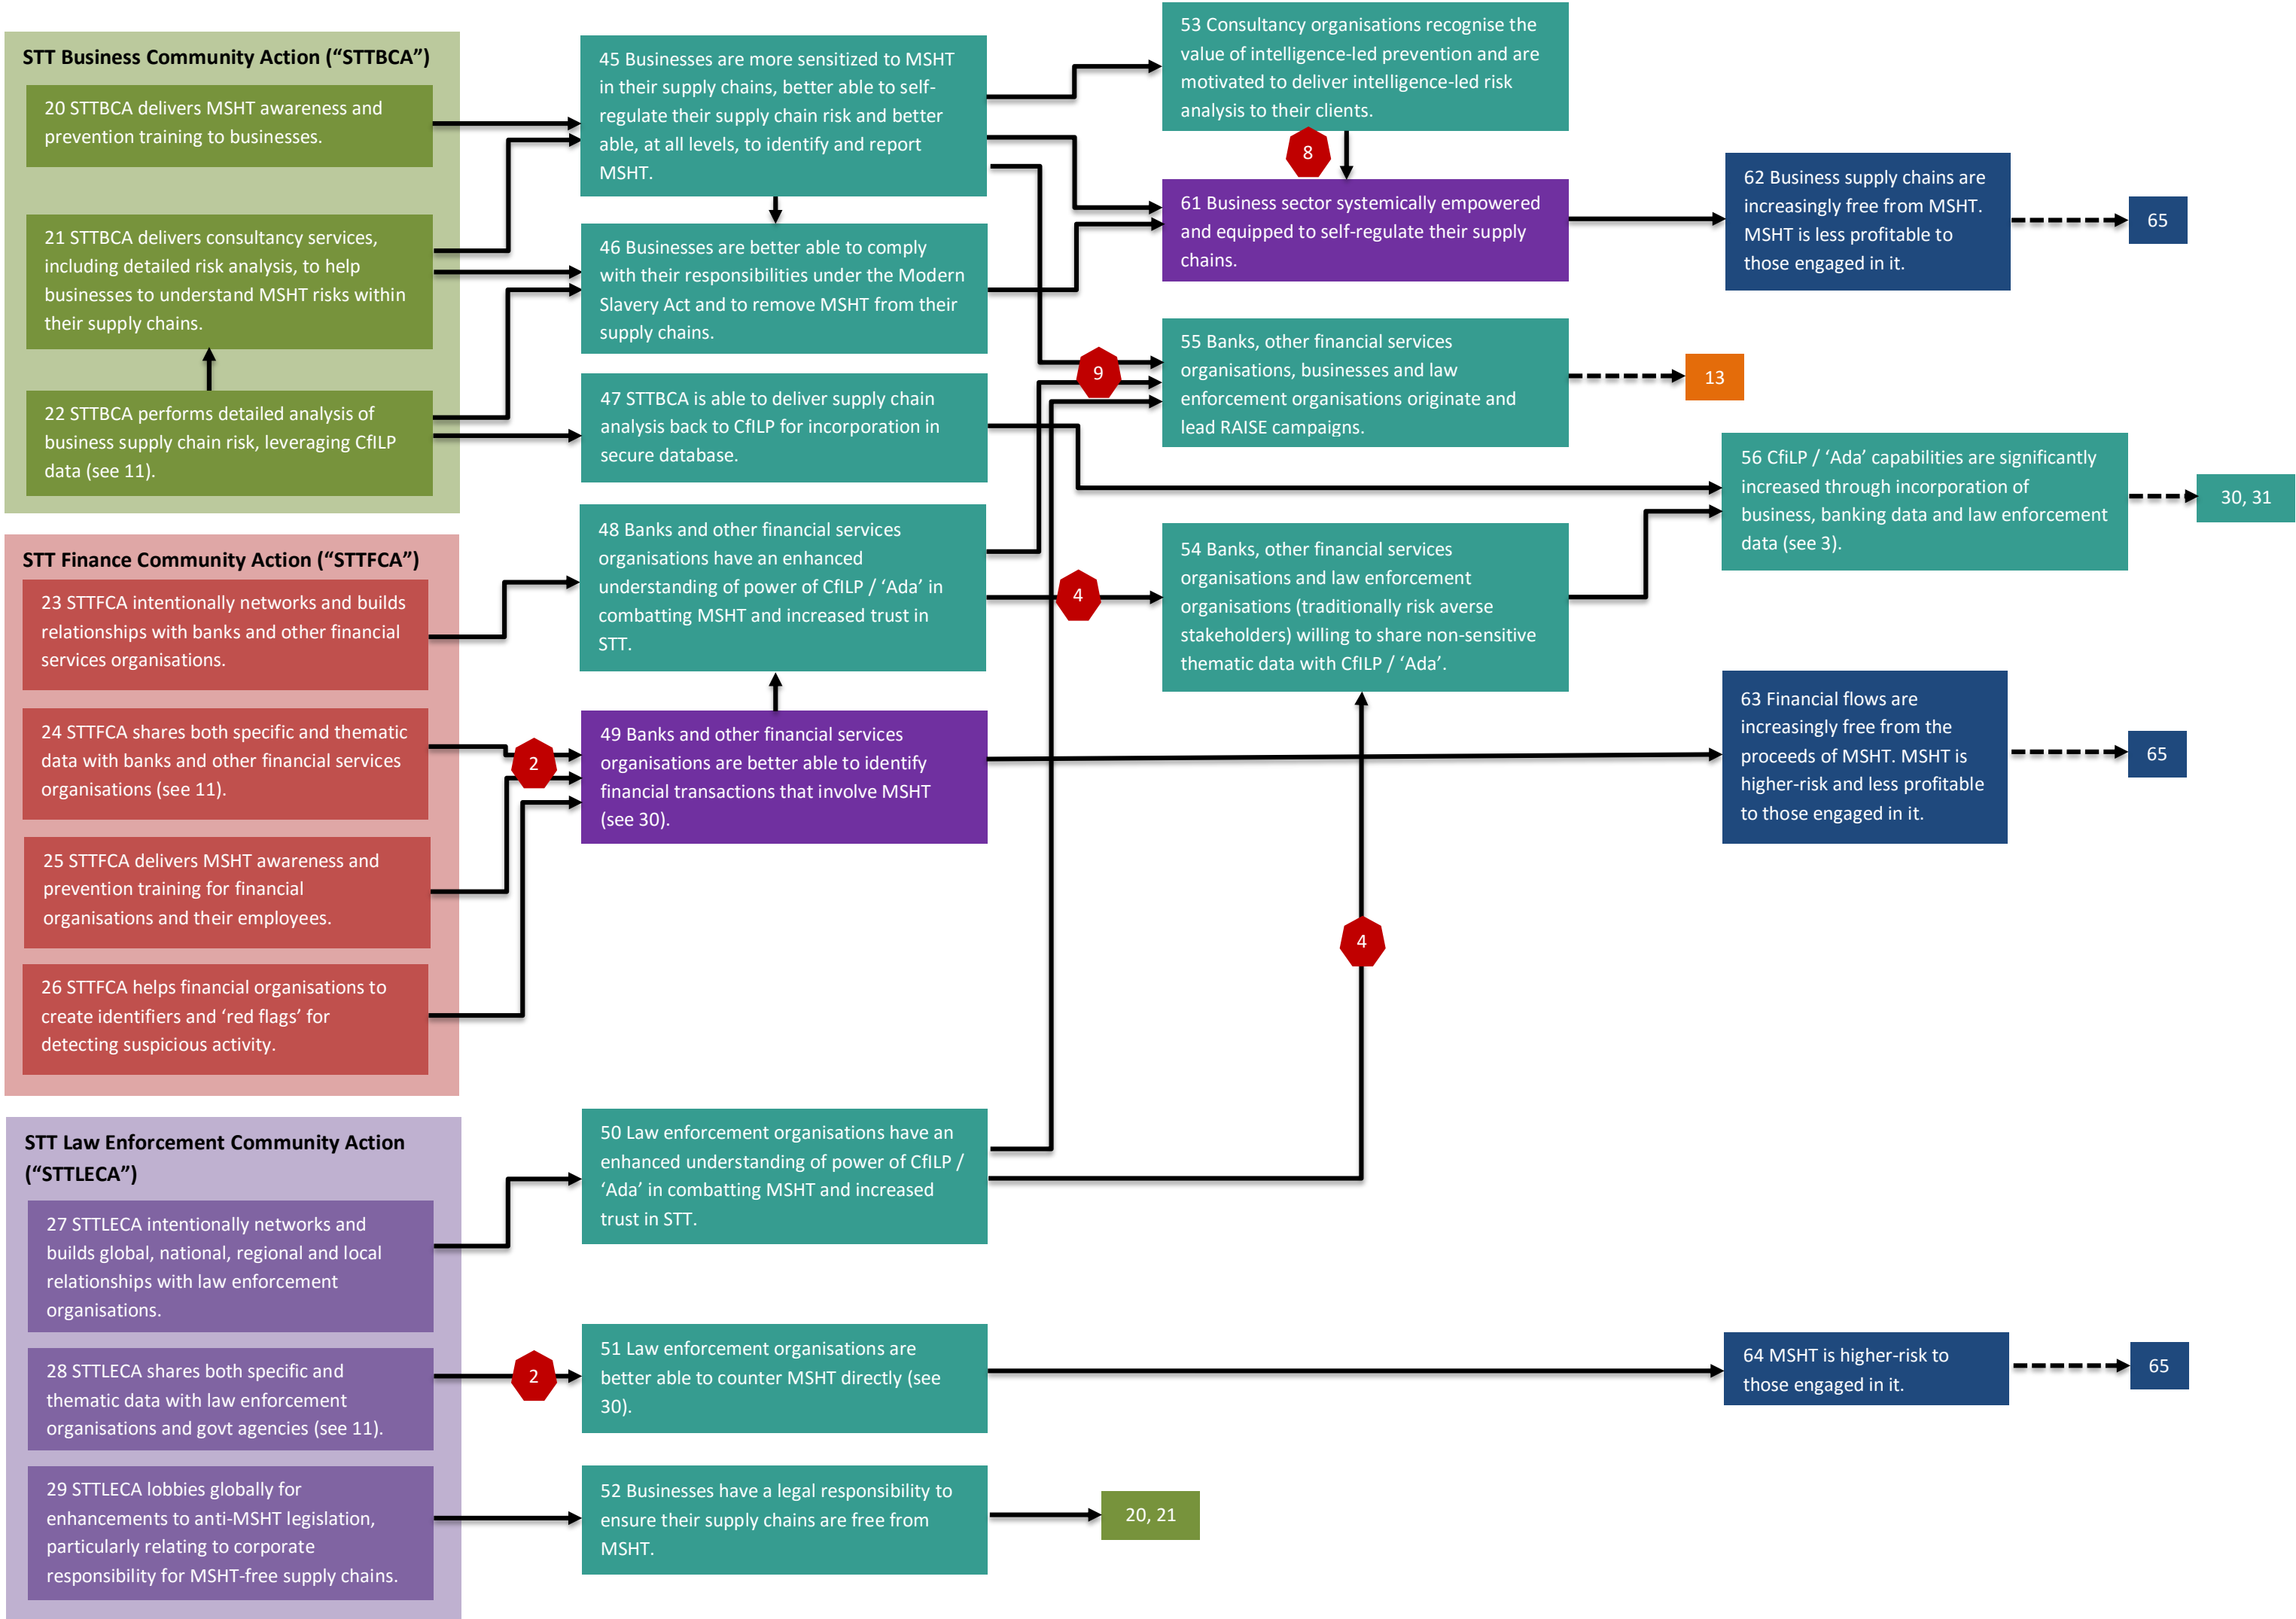 STT Business Community Action (“STTBCA”)
20 STTBCA delivers MSHT awareness and
prevention training to businesses.
21 STTBCA delivers consultancy services,
including detailed risk analysis, to help
businesses to understand MSHT risks within
their supply chains.
22 STTBCA performs detailed analysis of
business supply chain risk, leveraging CfILP
data (see 11).
STT Finance Community Action (“STTFCA”)
23 STTFCA intentionally networks and builds
relationships with banks and other financial
services organisations.
24 STTFCA shares both specific and thematic
data with banks and other financial services
organisations (see 11).
25 STTFCA delivers MSHT awareness and
prevention training for financial
organisations and their employees.
26 STTFCA helps financial organisations to
create identifiers and ‘red flags’ for
detecting suspicious activity.
STT Law Enforcement Community Action
(“STTLECA”)
27 STTLECA intentionally networks and
builds global, national, regional and local
relationships with law enforcement
organisations.
28 STTLECA shares both specific and
thematic data with law enforcement
organisations and govt agencies (see 11).
29 STTLECA lobbies globally for
enhancements to anti-MSHT legislation,
particularly relating to corporate
responsibility for MSHT-free supply chains.
2
2
45 Businesses are more sensitized to MSHT
in their supply chains, better able to self-
regulate their supply chain risk and better
able, at all levels, to identify and report
MSHT.
46 Businesses are better able to comply
with their responsibilities under the Modern
Slavery Act and to remove MSHT from their
supply chains.
47 STTBCA is able to deliver supply chain
analysis back to CfILP for incorporation in
secure database.
48 Banks and other financial services
organisations have an enhanced
understanding of power of CfILP / ‘Ada’ in
combatting MSHT and increased trust in
STT.
49 Banks and other financial services
organisations are better able to identify
financial transactions that involve MSHT
(see 30).
50 Law enforcement organisations have an
enhanced understanding of power of CfILP /
‘Ada’ in combatting MSHT and increased
trust in STT.
51 Law enforcement organisations are
better able to counter MSHT directly (see
30).
52 Businesses have a legal responsibility to
ensure their supply chains are free from
MSHT.
9
4
20, 21
53 Consultancy organisations recognise the
value of intelligence-led prevention and are
motivated to deliver intelligence-led risk
analysis to their clients.
8
61 Business sector systemically empowered
and equipped to self-regulate their supply
chains.
55 Banks, other financial services
organisations, businesses and law
enforcement organisations originate and
lead RAISE campaigns.
54 Banks, other financial services
organisations and law enforcement
organisations (traditionally risk averse
stakeholders) willing to share non-sensitive
thematic data with CfILP / ‘Ada’.
4
62 Business supply chains are
increasingly free from MSHT.
MSHT is less profitable to
those engaged in it.
65
13
56 CfiLP / ‘Ada’ capabilities are significantly
increased through incorporation of
business, banking data and law enforcement
data (see 3).
30, 31
63 Financial flows are
increasingly free from the
proceeds of MSHT. MSHT is
higher-risk and less profitable
to those engaged in it.
65
64 MSHT is higher-risk to
those engaged in it.
65